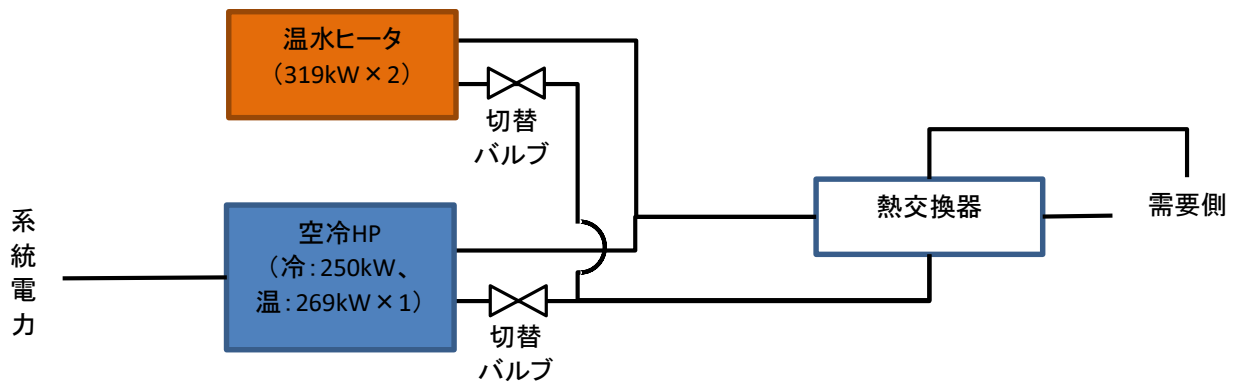 温水ヒータ
（319kW×2）
切替
バルブ
系統電力
空冷HP
（冷：250kW、
温：269kW×1）
切替
バルブ
熱交換器
需要側